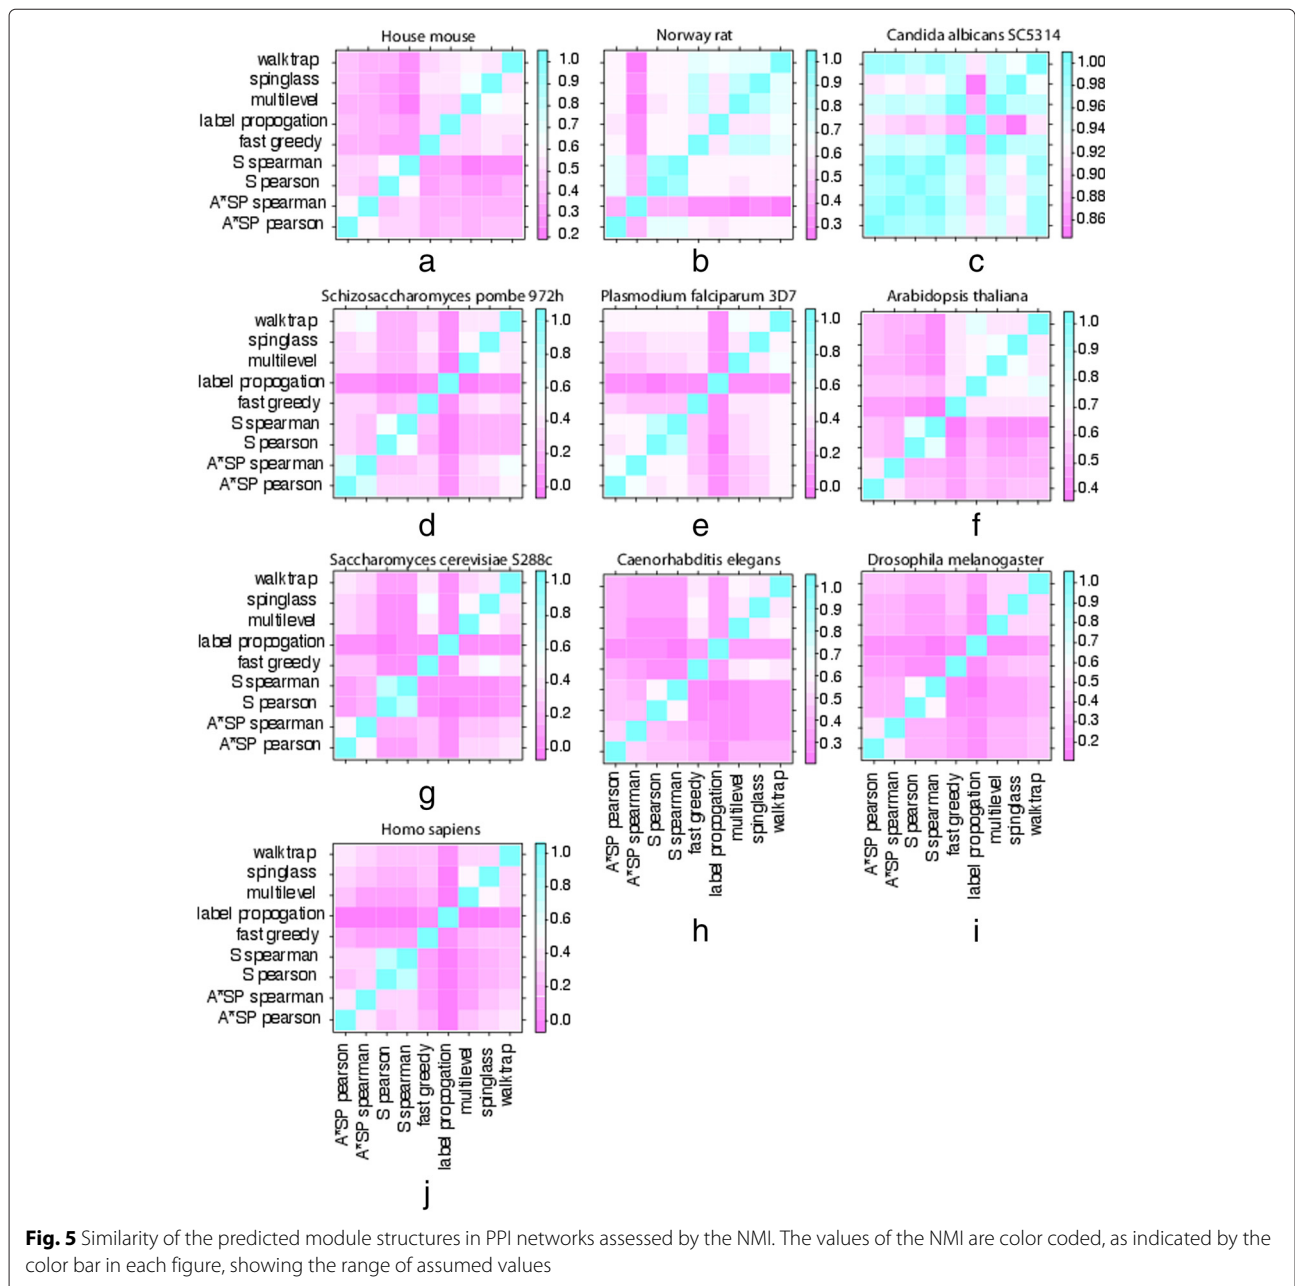 House mouse
walktrap
spinglass
multilevel
label propogation
fast greedy
S spearman
S pearson
A*SP spearman
A*SP pearson
1.0
0.9
0.8
0.7
0.6
0.5
0.4
0.3
0.2
a
Norway rat
1.0
0.9
0.8
0.7
0.6
0.5
0.4
0.3
b
Candida albicans SC5314
1.00
0.98
0.96
0.94
0.92
0.90
0.88
0.86
c
Schizosaccharomyces pombe 972h
walktrap
spinglass
multilevel
label propogation
fast greedy
S spearman
S pearson
A*SP spearman
A*SP pearson
1.0
0.8
0.6
0.4
0.2
0.0
d
Plasmodium falciparum 3D7
1.0
0.8
0.6
0.4
0.2
0.0
e
Arabidopsis thaliana
1.0
0.9
0.8
0.7
0.6
0.5
0.4
f
Saccharomyces cerevisiae S288c
walktrap
spinglass
multilevel
label propogation
fast greedy
S spearman
S pearson
A*SP spearman
A*SP pearson
1.0
0.8
0.6
0.4
0.2
0.0
g
Caenorhabditis elegans
1.0
0.9
0.8
0.7
0.6
0.5
0.4
0.3
A*SP pearson
A*SP spearman
S pearson
S spearman
fast greedy
label propogation
multilevel
spinglass
walktrap
h
Drosophila melanogaster
1.0
0.9
0.8
0.7
0.6
0.5
0.4
0.3
0.2
A*SP pearson
A*SP spearman
S pearson
S spearman
fast greedy
label propogation
multilevel
spinglass
walktrap
i
Homo sapiens
walktrap
spinglass
multilevel
label propogation
fast greedy
S spearman
S pearson
A*SP spearman
A*SP pearson
1.0
0.8
0.6
0.4
0.2
0.0
A*SP pearson
A*SP spearman
S pearson
S spearman
fast greedy
label propogation
multilevel
spinglass
walktrap
j
Fig. 5 Similarity of the predicted module structures in PPI networks assessed by the NMI. The values of the NMI are color coded, as indicated by the
color bar in each figure, showing the range of assumed values